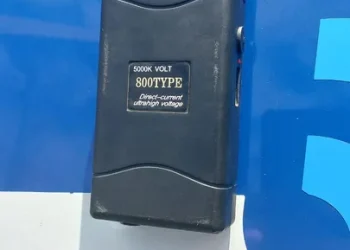 5000K VOLT
800TYPE
Direct-current
ultrahigh voltage